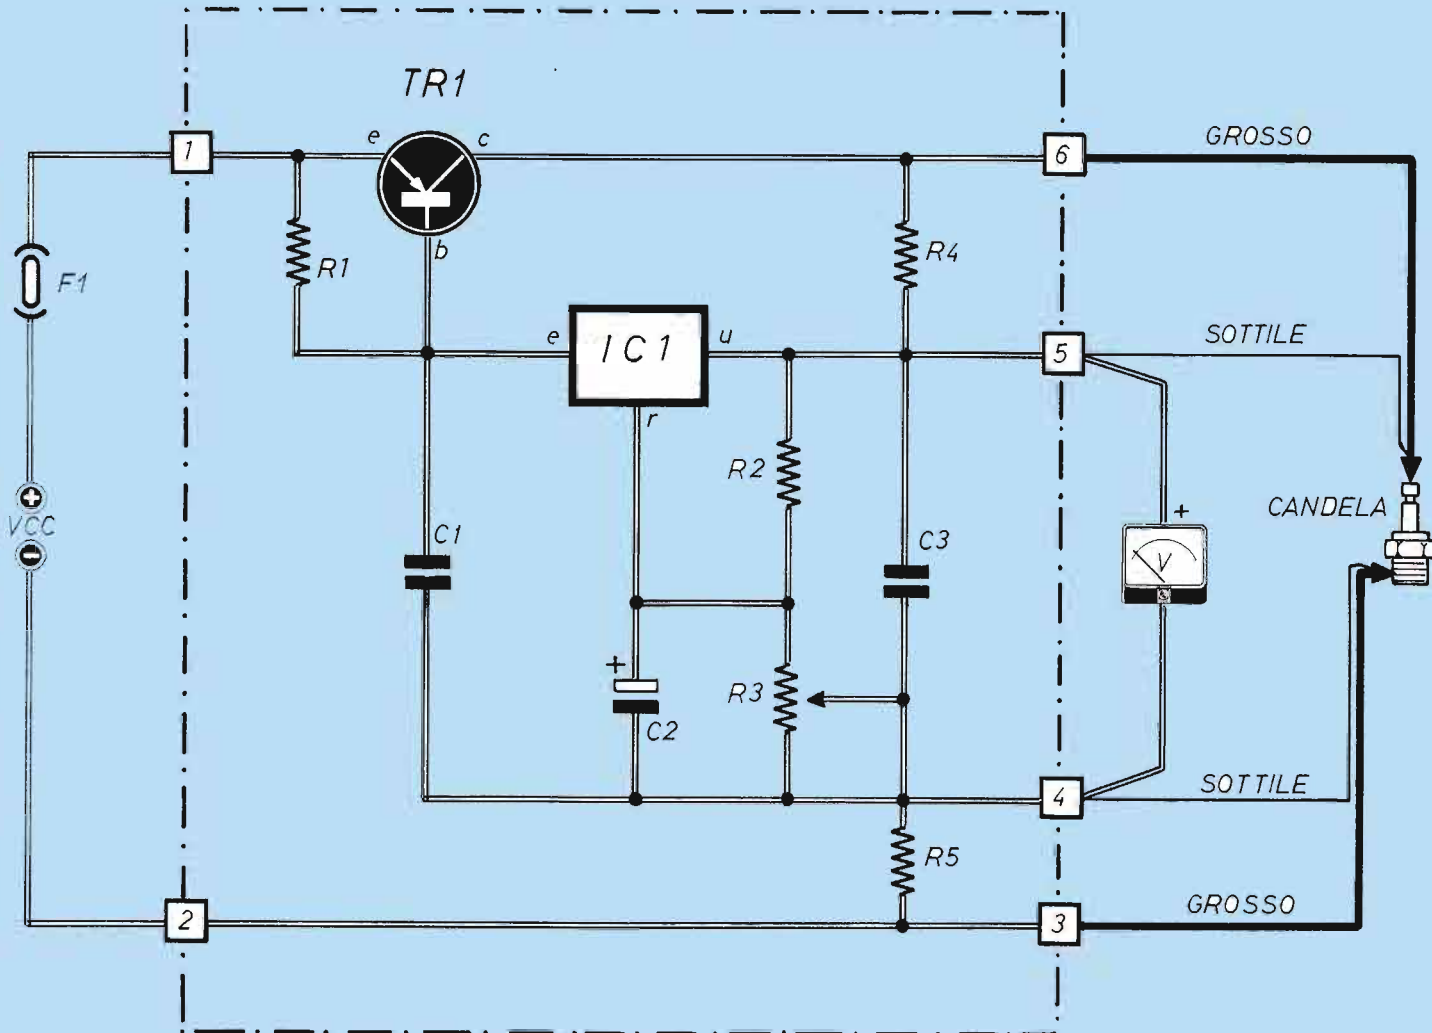 TR1
1
e
c
6
GROSSO
b
R1
R4
F1
e
IC1
u
5
SOTTILE
r
R2
+
VCC
-
C1
C3
+
V
CANDELA
+
C2
R3
4
SOTTILE
R5
2
3
GROSSO